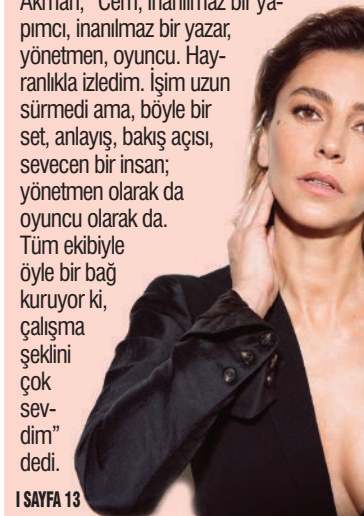 Akman, “Cem, inanılmaz bir ya-
pımcı, inanılmaz bir yazar,
yönetmen, oyuncu. Hay-
ranlıkla izledim. İşim uzun
sürmedi ama, böyle bir
set, anlayış, bakış açısı,
sevecen bir insan;
yönetmen olarak da
oyuncu olarak da.
Tüm ekibiyle
öyle bir bağ
kuruyor ki,
çalışma
şeklini
çok
sev-
dim”
dedi.
I SAYFA 13